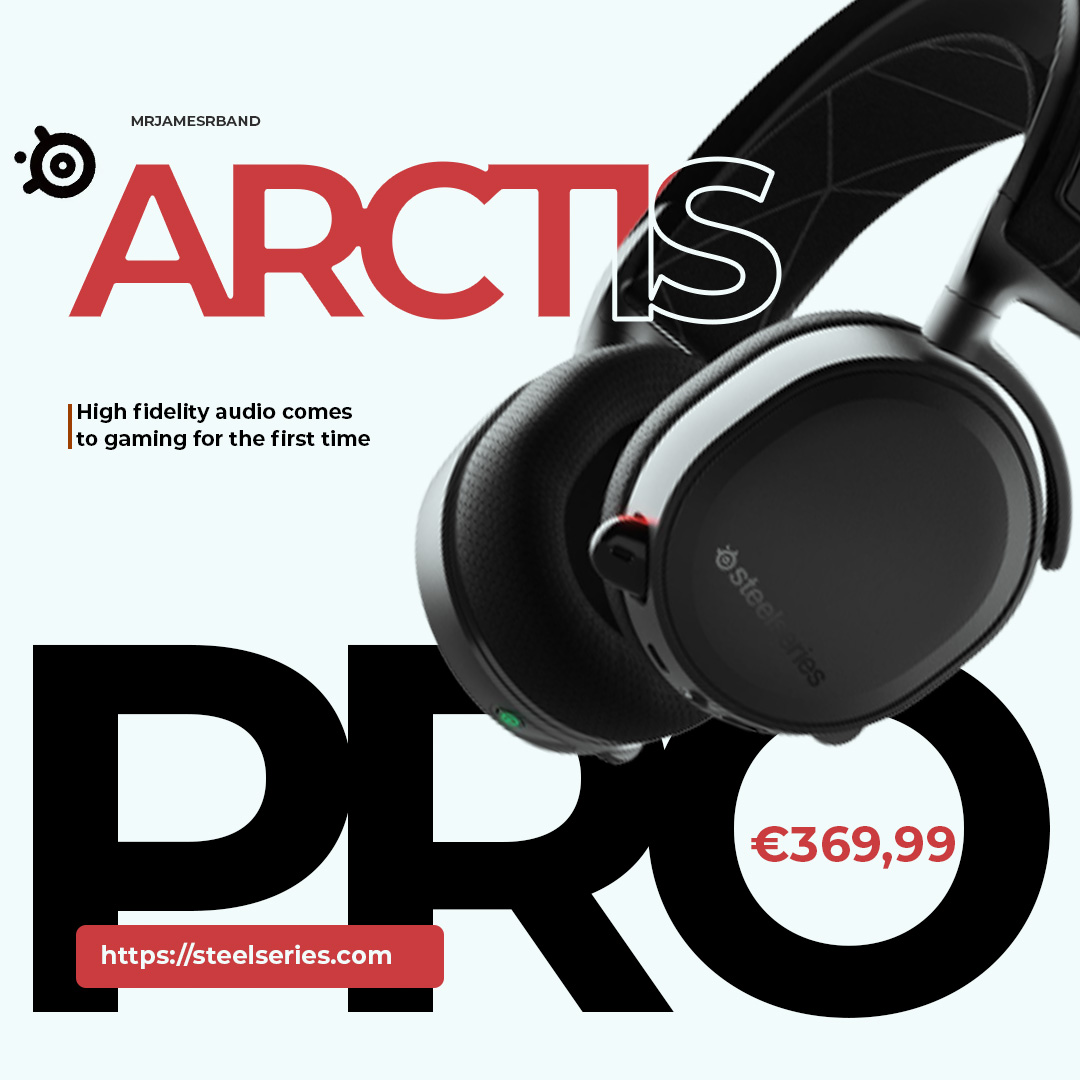 MRJAMESRBAND
ARCTIS
High fidelity audio comes
to gaming for the first time
steelseries
PRO
€369,99
https://steelseries.com